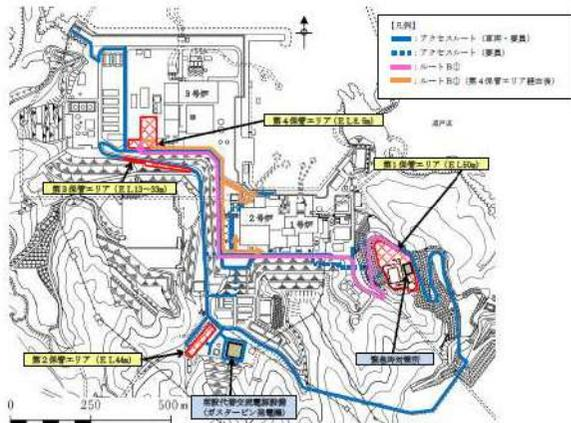 【凡例】
：アクセスルート（車両・要員）
：アクセスルート（要員）
：ルートB①
：ルートB①（第4保管エリア経由後）
3号炉
第4保管エリア（EL8.5m）
第1保管エリア（EL50m）
第3保管エリア（EL13～33m）
2号炉
1号炉
第2保管エリア（EL44m）
緊急時対策所
常設代替交流電源設備
（ガスタービン発電機）
0
250
500m